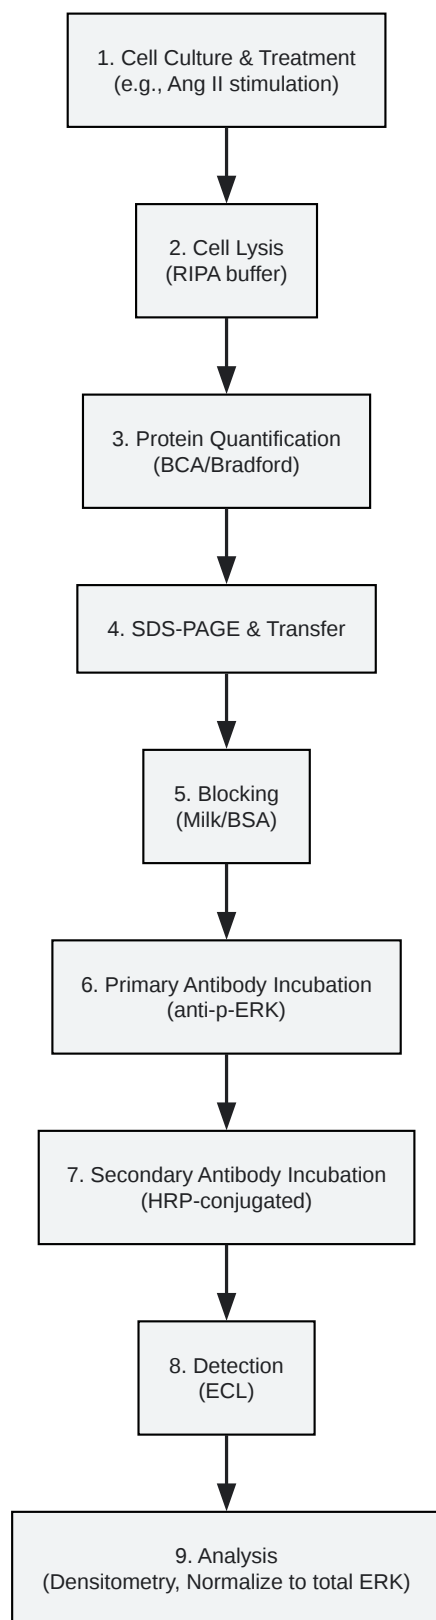 1. Cell Culture & Treatment
(e.g., Ang II stimulation)
2. Cell Lysis
(RIPA buffer)
3. Protein Quantification
(BCA/Bradford)
4. SDS-PAGE & Transfer
5. Blocking
(Milk/BSA)
6. Primary Antibody Incubation
(anti-p-ERK)
7. Secondary Antibody Incubation
(HRP-conjugated)
8. Detection
(ECL)
9. Analysis
(Densitometry, Normalize to total ERK)